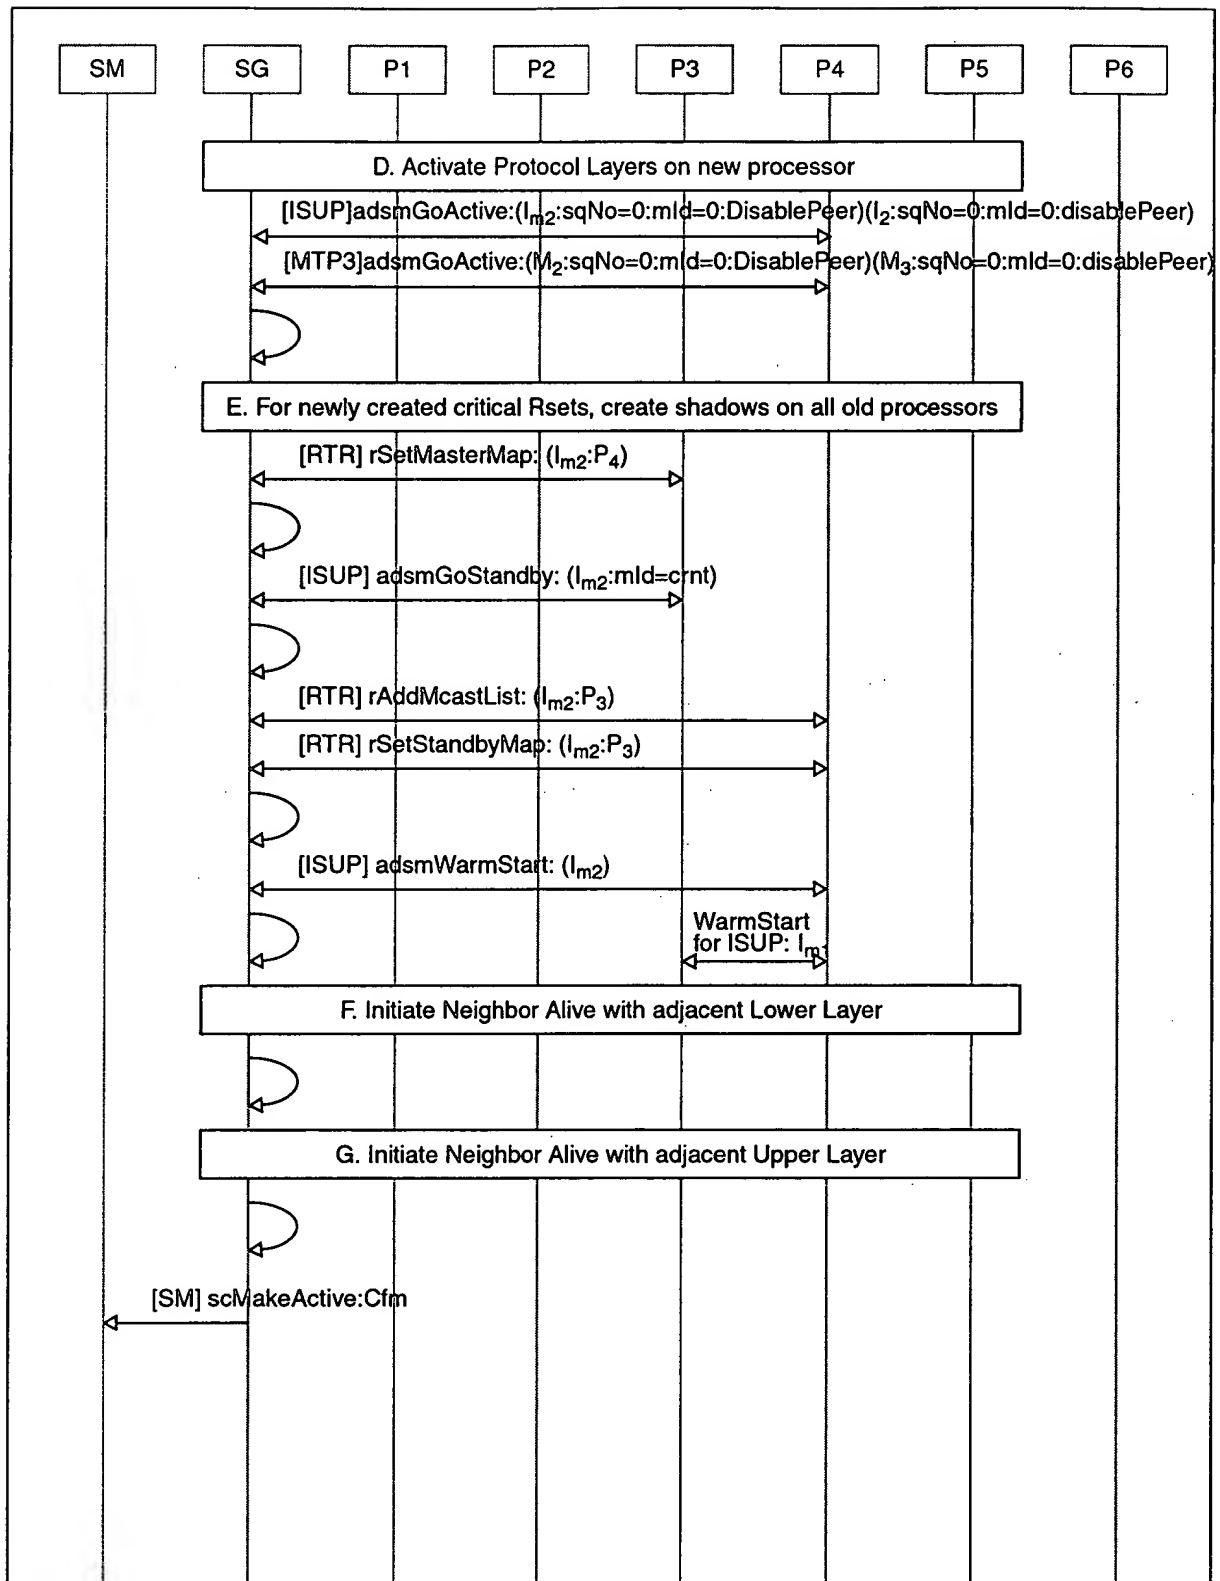 SM SG P1 P2 P3 P4 P5 P6
D. Activate Protocol Layers on new processor
[ISUP]adsmGoActive:(Im2:sqNo=0:mId=0:DisablePeer)(I2:sqNo=0:mId=0:disablePeer)
[MTP3]adsmGoActive:(M2:sqNo=0:mId=0:DisablePeer)(M3:sqNo=0:mId=0:disablePeer)
E. For newly created critical Rsets, create shadows on all old processors
[RTR] rSetMasterMap: (Im2:P4)
[ISUP] adsmGoStandby: (Im2:mId=crnt)
[RTR] rAddMcastList: (Im2:P3)
[RTR] rSetStandbyMap: (Im2:P3)
[ISUP] adsmWarmStart: (Im2)
WarmStart
for ISUP: Im1
F. Initiate Neighbor Alive with adjacent Lower Layer
G. Initiate Neighbor Alive with adjacent Upper Layer
[SM] scMakeActive:Cfm